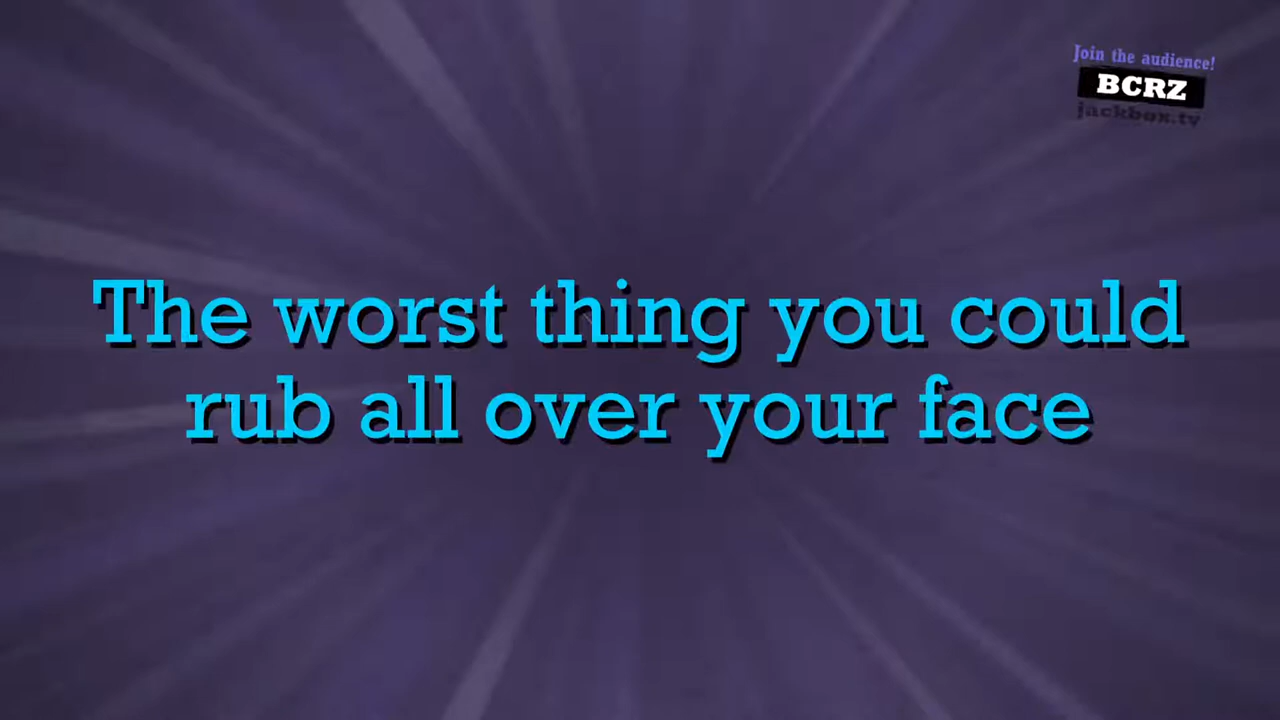 Join the audience!
BCRZ
jackbox.tv
The worst thing you could
rub all over your face